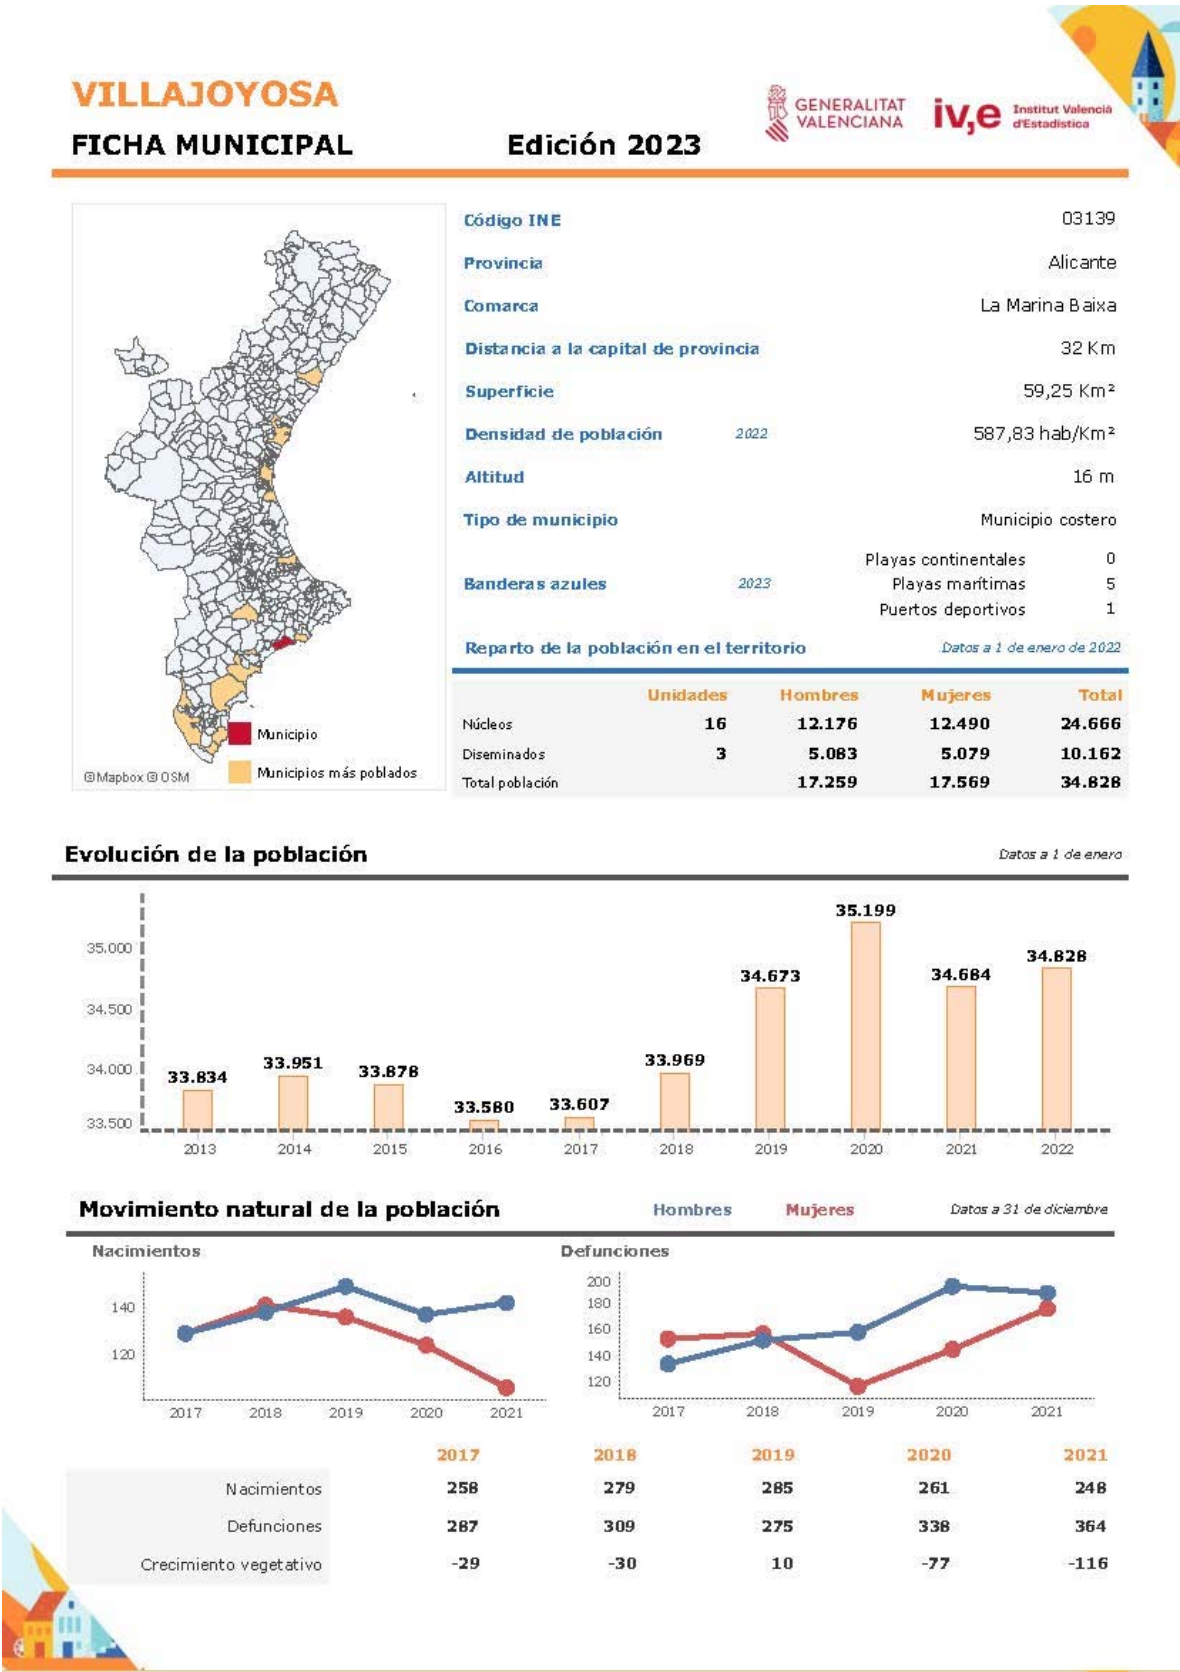 VILLAJOYOSA
FICHA MUNICIPAL Edición 2023
GENERALITAT VALENCIANA
iv,e Institut Valencià d'Estadística
Código INE 03139
Provincia Alicante
Comarca La Marina Baixa
Distancia a la capital de provincia 32 Km
Superficie 59,25 Km²
Densidad de población 2022 587,83 hab/Km²
Altitud 16 m
Tipo de municipio Municipio costero
Playas continentales 0
Banderas azules 2023 Playas marítimas 5
Puertos deportivos 1
Reparto de la población en el territorio Datos a 1 de enero de 2022
Unidades Hombres Mujeres Total
Núcleos 16 12.176 12.490 24.666
Diseminados 3 5.083 5.079 10.162
Total población 17.259 17.569 34.828
Municipio
Municipios más poblados
@Mapbox @OSM
Evolución de la población Datos a 1 de enero
35.000
34.500
34.000
33.500
33.834 33.951 33.878 33.580 33.607 33.969 34.673 35.199 34.684 34.828
2013 2014 2015 2016 2017 2018 2019 2020 2021 2022
Movimiento natural de la población Hombres Mujeres Datos a 31 de diciembre
Nacimientos
140
120
2017 2018 2019 2020 2021
Defunciones
200
180
160
140
120
2017 2018 2019 2020 2021
2017 2018 2019 2020 2021
Nacimientos 258 279 285 261 248
Defunciones 287 309 275 338 364
Crecimiento vegetativo -29 -30 10 -77 -116